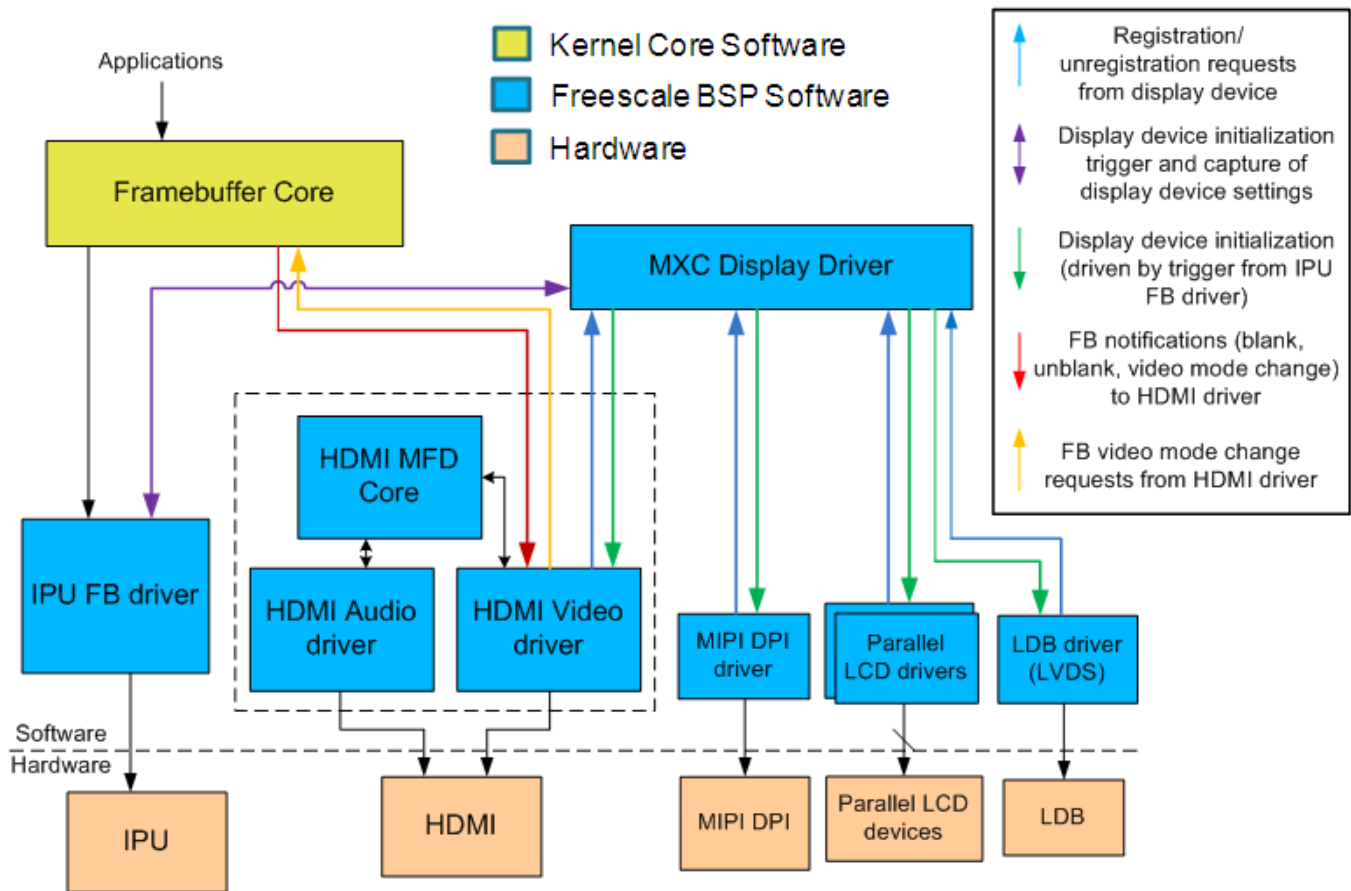 Applications
Kernel Core Software
Freescale BSP Software
Hardware
Registration/
unregistration requests
from display device
Display device initialization
trigger and capture of
display device settings
Display device initialization
(driven by trigger from IPU
FB driver)
FB notifications (blank,
unblank, video mode change)
to HDMI driver
FB video mode change
requests from HDMI driver
Framebuffer Core
MXC Display Driver
HDMI MFD
Core
IPU FB driver
HDMI Audio
driver
HDMI Video
driver
MIPI DPI
driver
Parallel
LCD drivers
LDB driver
(LVDS)
Software
Hardware
IPU
HDMI
MIPI DPI
Parallel LCD
devices
LDB